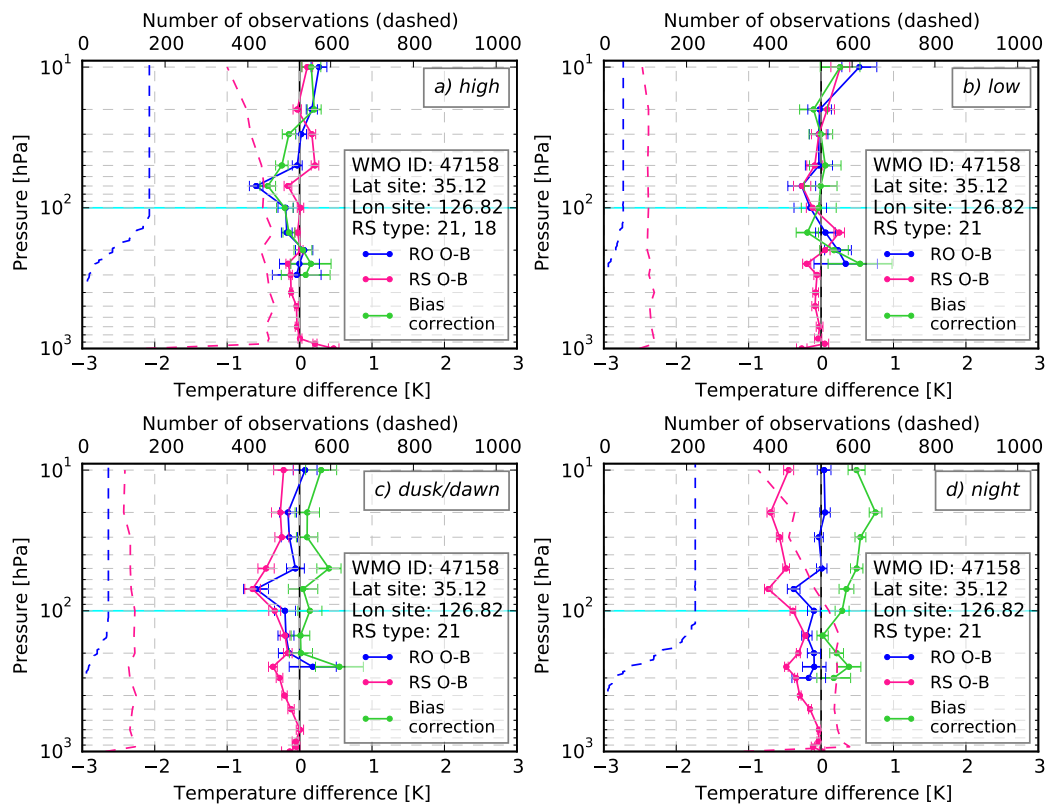 Number of observations (dashed)
0 200 400 600 800 1000
10¹
10²
10³
Pressure [hPa]
a) high
WMO ID: 47158
Lat site: 35.12
Lon site: 126.82
RS type: 21, 18
RO O-B
RS O-B
Bias
correction
−3 −2 −1 0 1 2 3
Temperature difference [K]
Number of observations (dashed)
0 200 400 600 800 1000
10¹
10²
10³
Pressure [hPa]
b) low
WMO ID: 47158
Lat site: 35.12
Lon site: 126.82
RS type: 21
RO O-B
RS O-B
Bias
correction
−3 −2 −1 0 1 2 3
Temperature difference [K]
Number of observations (dashed)
0 200 400 600 800 1000
10¹
10²
10³
Pressure [hPa]
c) dusk/dawn
WMO ID: 47158
Lat site: 35.12
Lon site: 126.82
RS type: 21
RO O-B
RS O-B
Bias
correction
−3 −2 −1 0 1 2 3
Temperature difference [K]
Number of observations (dashed)
0 200 400 600 800 1000
10¹
10²
10³
Pressure [hPa]
d) night
WMO ID: 47158
Lat site: 35.12
Lon site: 126.82
RS type: 21
RO O-B
RS O-B
Bias
correction
−3 −2 −1 0 1 2 3
Temperature difference [K]